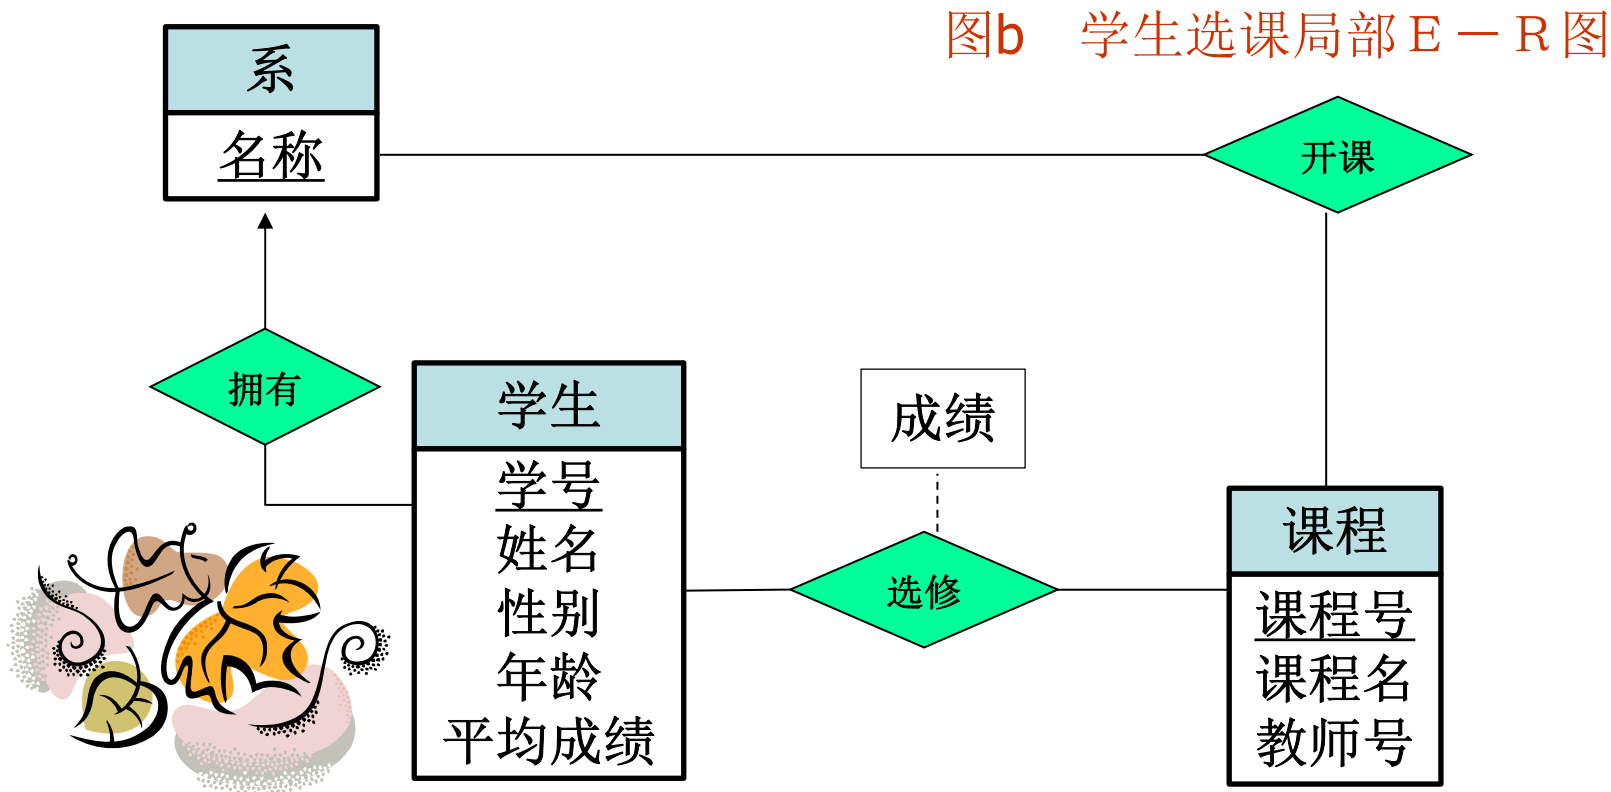 图b 学生选课局部Ｅ－Ｒ图
系
名称
开课
拥有
学生
学号
姓名
性别
年龄
平均成绩
成绩
选修
课程
课程号
课程名
教师号